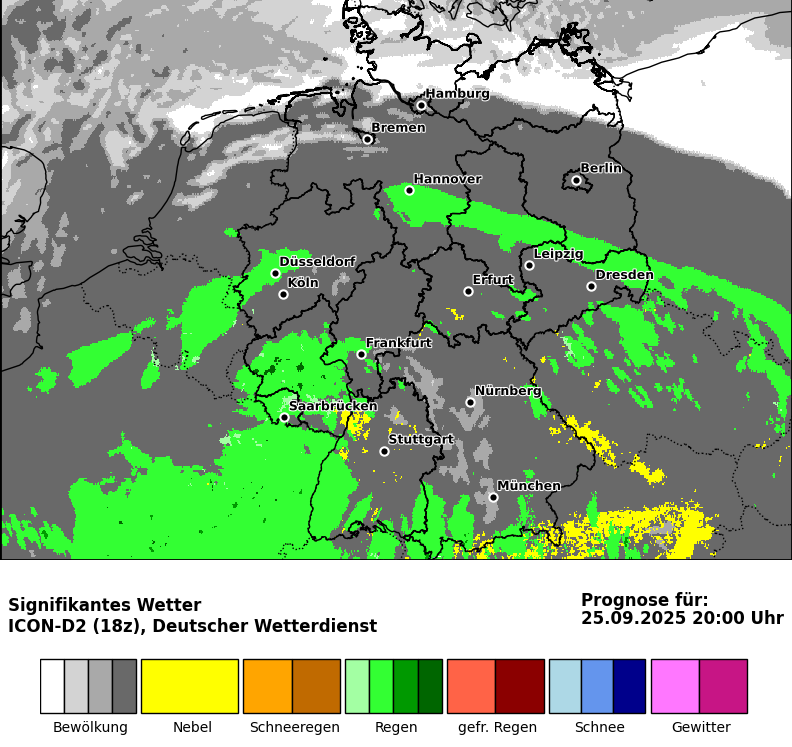 Hamburg
Bremen
Berlin
Hannover
Leipzig
Düsseldorf
Dresden
Köln
Erfurt
Frankfurt
Nürnberg
Saarbrücken
Stuttgart
München
Signifikantes Wetter
ICON-D2 (18z), Deutscher Wetterdienst
Prognose für:
25.09.2025 20:00 Uhr
Bewölkung
Nebel
Schneeregen
Regen
gefr. Regen
Schnee
Gewitter